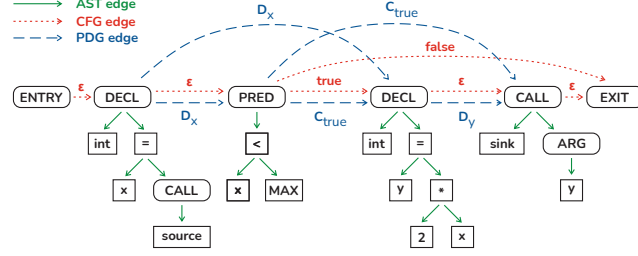 AST edge
CFG edge
PDG edge
Dx
Ctrue
false
ε
ε
true
ε
ε
ENTRY
DECL
PRED
DECL
CALL
EXIT
Dx
Ctrue
Dy
int
=
<
int
=
sink
ARG
x
CALL
x
MAX
y
*
y
source
2
x